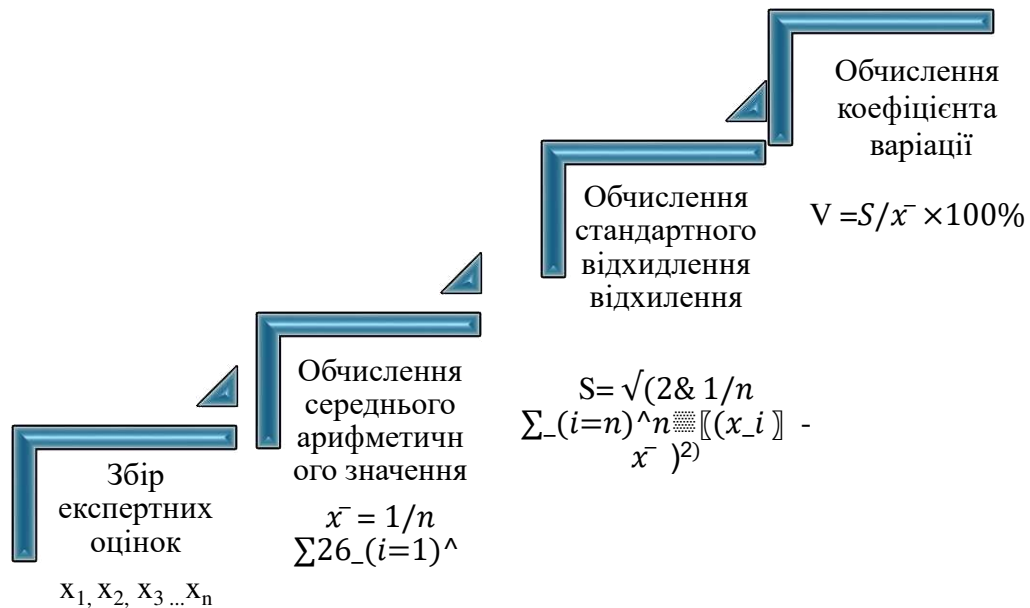 Збір
експертних
оцінок
x₁, x₂, x₃ ... xₙ
Обчислення
середнього
арифметичн
ого значення
x̄ = 1/n
∑26_(i=1)^
Обчислення
стандартного
відхидлення
відхилення
S= √(2& 1/n
∑_(i=n)^n▒〖(x_i 〗 -
x̄ )²⁾
Обчислення
коефіцієнта
варіації
V =S/x̄ ×100%